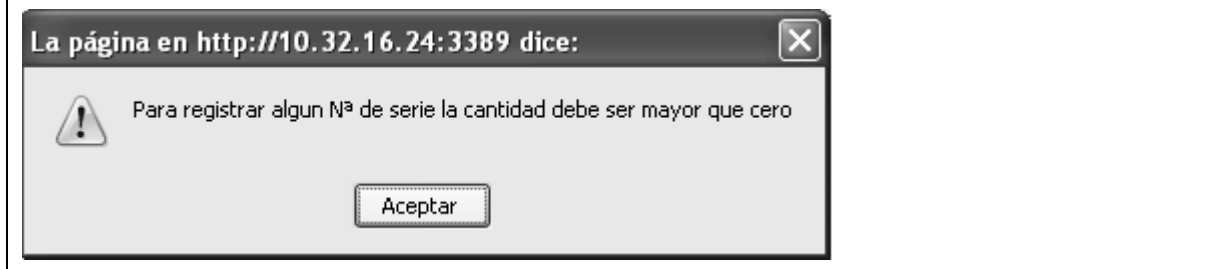 La página en http://10.32.16.24:3389 dice:
Para registrar algun Nª de serie la cantidad debe ser mayor que cero
Aceptar